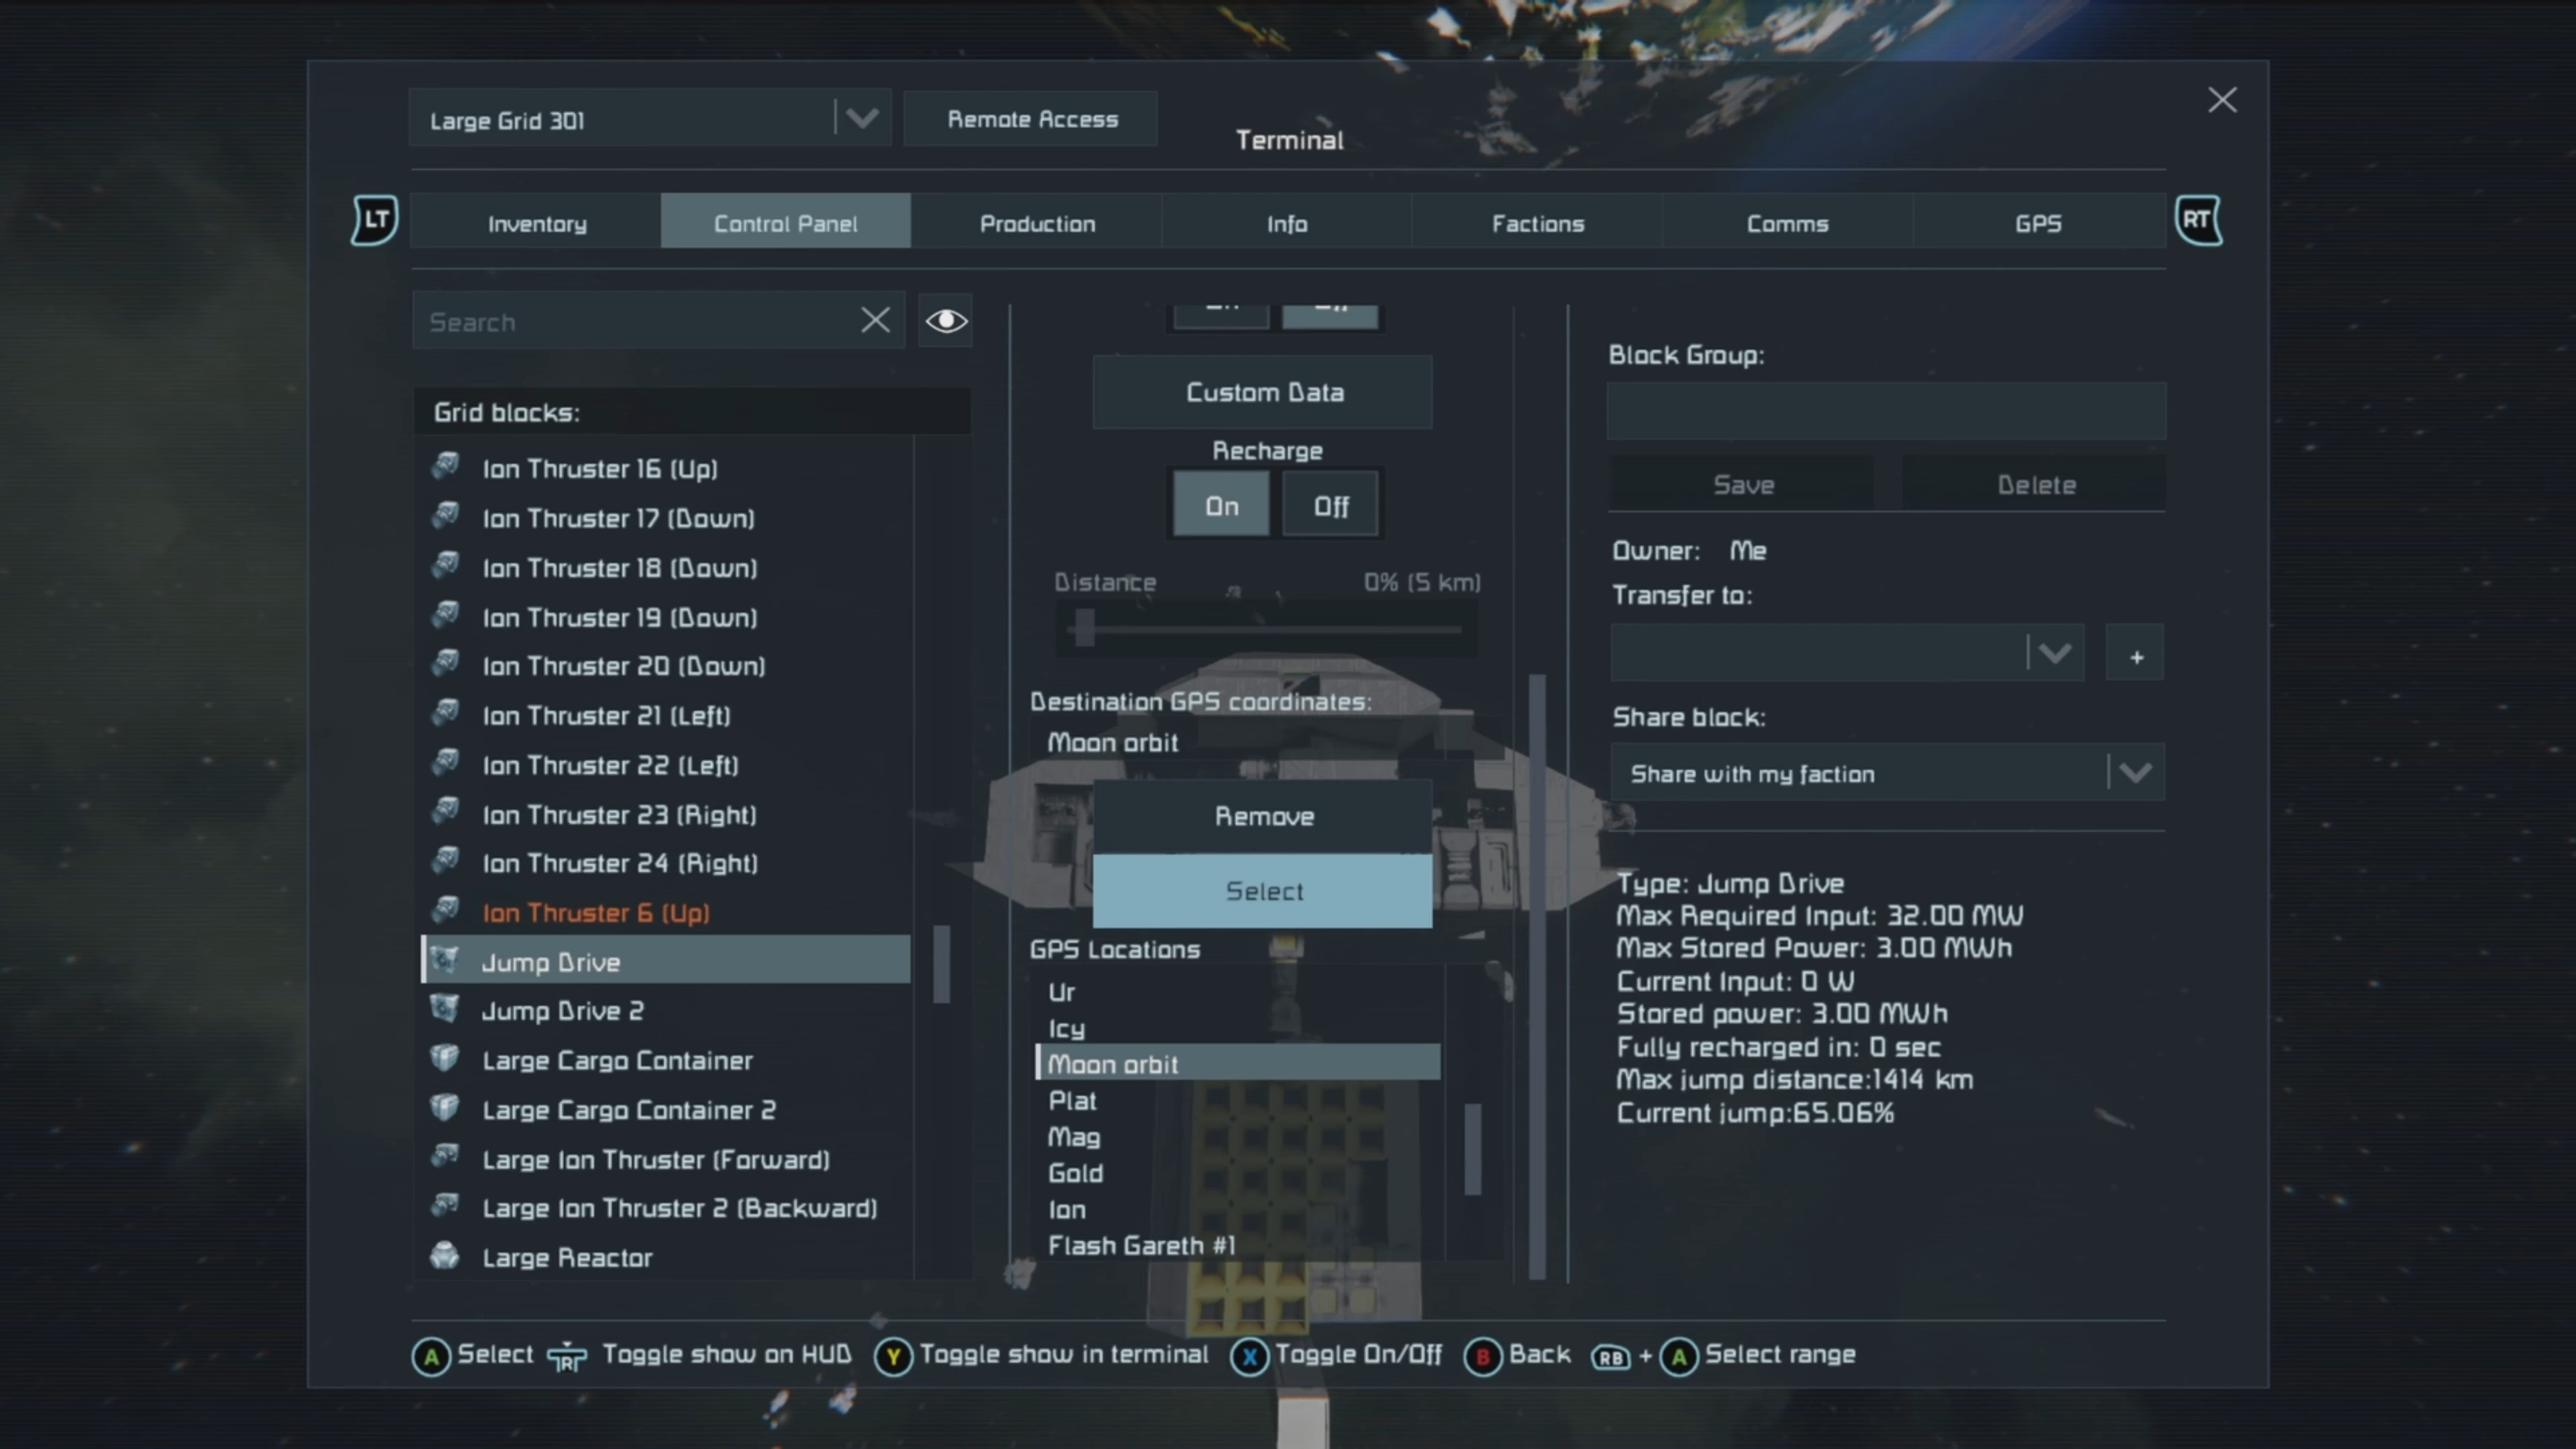 Large Grid 301
Remote Access
Terminal
LT
Inventory
Control Panel
Production
Info
Factions
Comms
GPS
RT
Search
Grid blocks:
Ion Thruster 16 (Up)
Ion Thruster 17 (Down)
Ion Thruster 18 (Down)
Ion Thruster 19 (Down)
Ion Thruster 20 (Down)
Ion Thruster 21 (Left)
Ion Thruster 22 (Left)
Ion Thruster 23 (Right)
Ion Thruster 24 (Right)
Ion Thruster 6 (Up)
Jump Drive
Jump Drive 2
Large Cargo Container
Large Cargo Container 2
Large Ion Thruster (Forward)
Large Ion Thruster 2 (Backward)
Large Reactor
Custom Data
Recharge
On Off
Distance 0% (5 km)
Destination GPS coordinates:
Moon orbit
Remove
Select
GPS Locations
Ur
Icy
Moon orbit
Plat
Mag
Gold
Ion
Flash Gareth #1
Block Group:
Save Delete
Owner: Me
Transfer to:
+
Share block:
Share with my faction
Type: Jump Drive
Max Required Input: 32.00 MW
Max Stored Power: 3.00 MWh
Current Input: 0 W
Stored power: 3.00 MWh
Fully recharged in: 0 sec
Max jump distance:1414 km
Current jump:65.06%
A Select R Toggle show on HUD Y Toggle show in terminal X Toggle On/Off B Back RB + A Select range